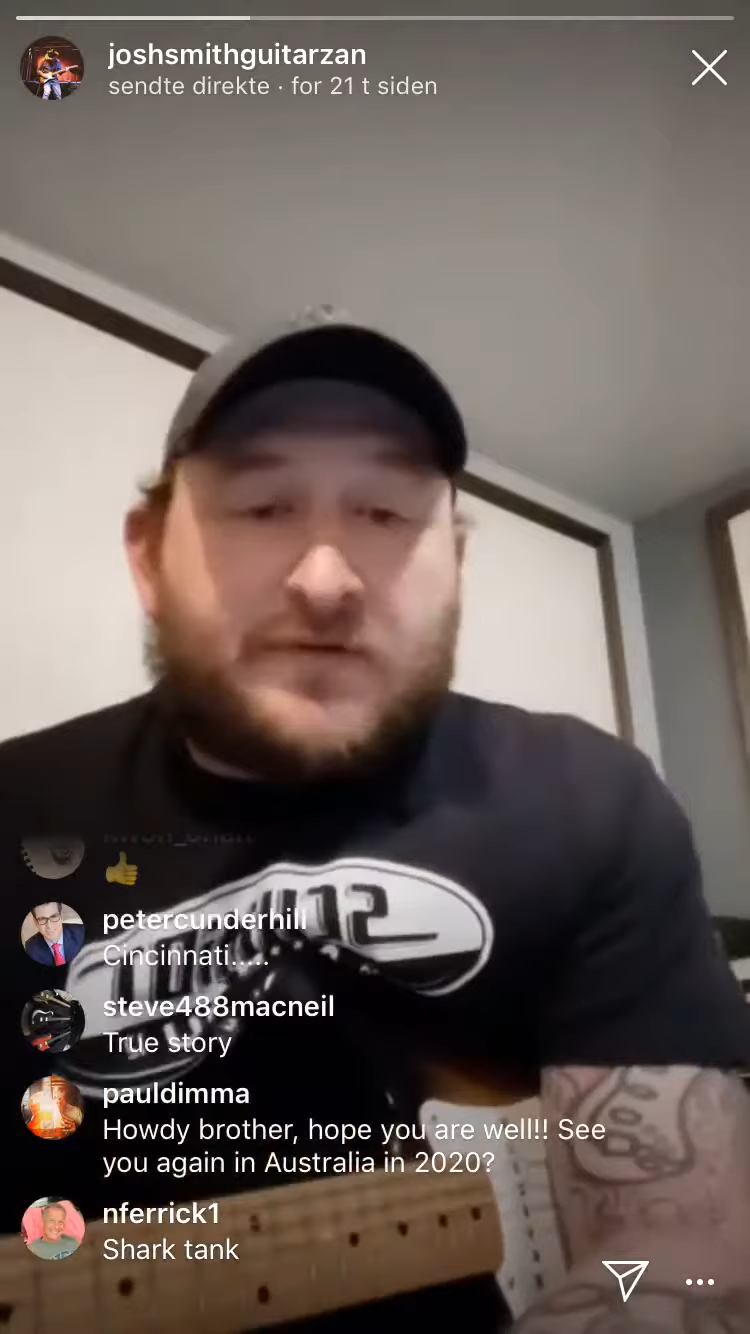 joshsmithguitarzan
sendte direkte · for 21 t siden
👍
petercunderhill
Cincinnati.....
steve488macneil
True story
pauldimma
Howdy brother, hope you are well!! See
you again in Australia in 2020?
nferrick1
Shark tank